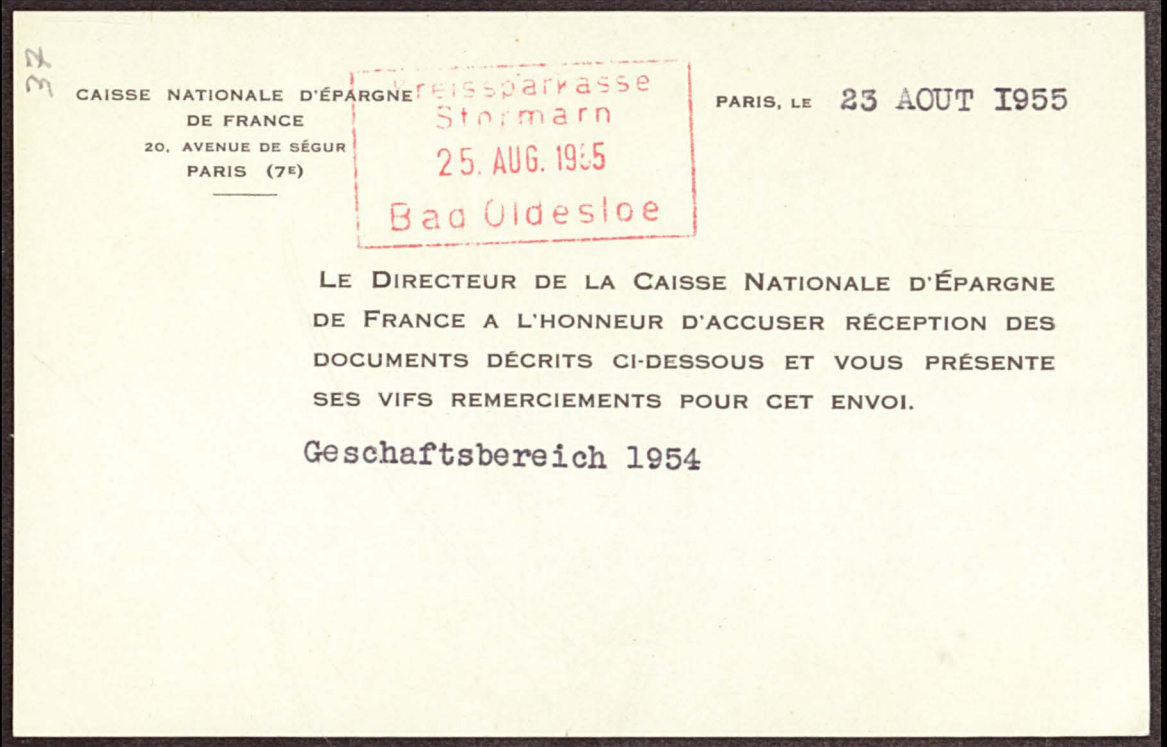 37
CAISSE NATIONALE D'ÉPARGNE
DE FRANCE
20, AVENUE DE SÉGUR
PARIS (7E)
Kreissparkasse
Stormarn
25. AUG. 1955
Bad Oldesloe
PARIS, LE 23 AOUT I955
LE DIRECTEUR DE LA CAISSE NATIONALE D'ÉPARGNE
DE FRANCE A L'HONNEUR D'ACCUSER RÉCEPTION DES
DOCUMENTS DÉCRITS CI-DESSOUS ET VOUS PRÉSENTE
SES VIFS REMERCIEMENTS POUR CET ENVOI.
Geschaftsbereich 1954